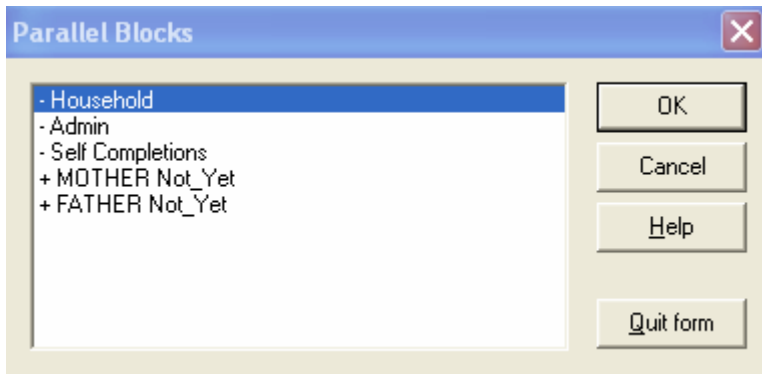 Parallel Blocks
- Household
- Admin
- Self Completions
+ MOTHER Not_Yet
+ FATHER Not_Yet
OK
Cancel
Help
Quit form